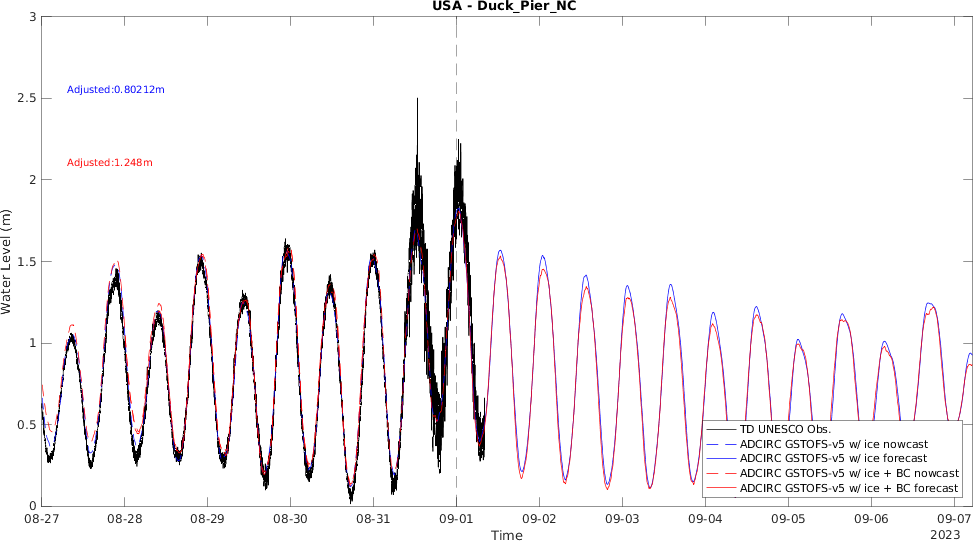 USA - Duck_Pier_NC
3
2.5
2
1.5
1
0.5
0
Water Level (m)
Adjusted:0.80212m
Adjusted:1.248m
TD UNESCO Obs.
ADCIRC GSTOFS-v5 w/ ice nowcast
ADCIRC GSTOFS-v5 w/ ice forecast
ADCIRC GSTOFS-v5 w/ ice + BC nowcast
ADCIRC GSTOFS-v5 w/ ice + BC forecast
08-27 08-28 08-29 08-30 08-31 09-01 09-02 09-03 09-04 09-05 09-06 09-07
2023
Time